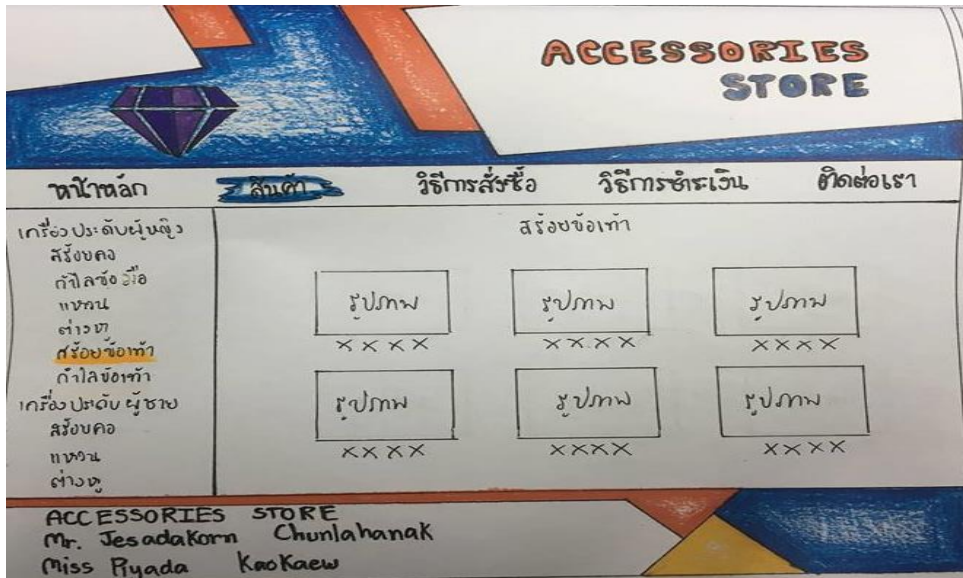 ACCESSORIES
STORE
หน้าหลัก สินค้า วิธีการสั่งซื้อ วิธีการชำระเงิน ติดต่อเรา
เครื่องประดับผู้หญิง
สร้อยคอ
กำไลข้อมือ
แหวน
ต่างหู
สร้อยข้อเท้า
กำไลข้อเท้า
เครื่องประดับผู้ชาย
สร้อยคอ
แหวน
ต่างหู
สร้อยข้อเท้า
รูปภาพ รูปภาพ รูปภาพ
XXXX XXXX XXXX
รูปภาพ รูปภาพ รูปภาพ
XXXX XXXX XXXX
ACCESSORIES STORE
Mr. Jesadakorn Chunlahanak
Miss Piyada Kaokaew